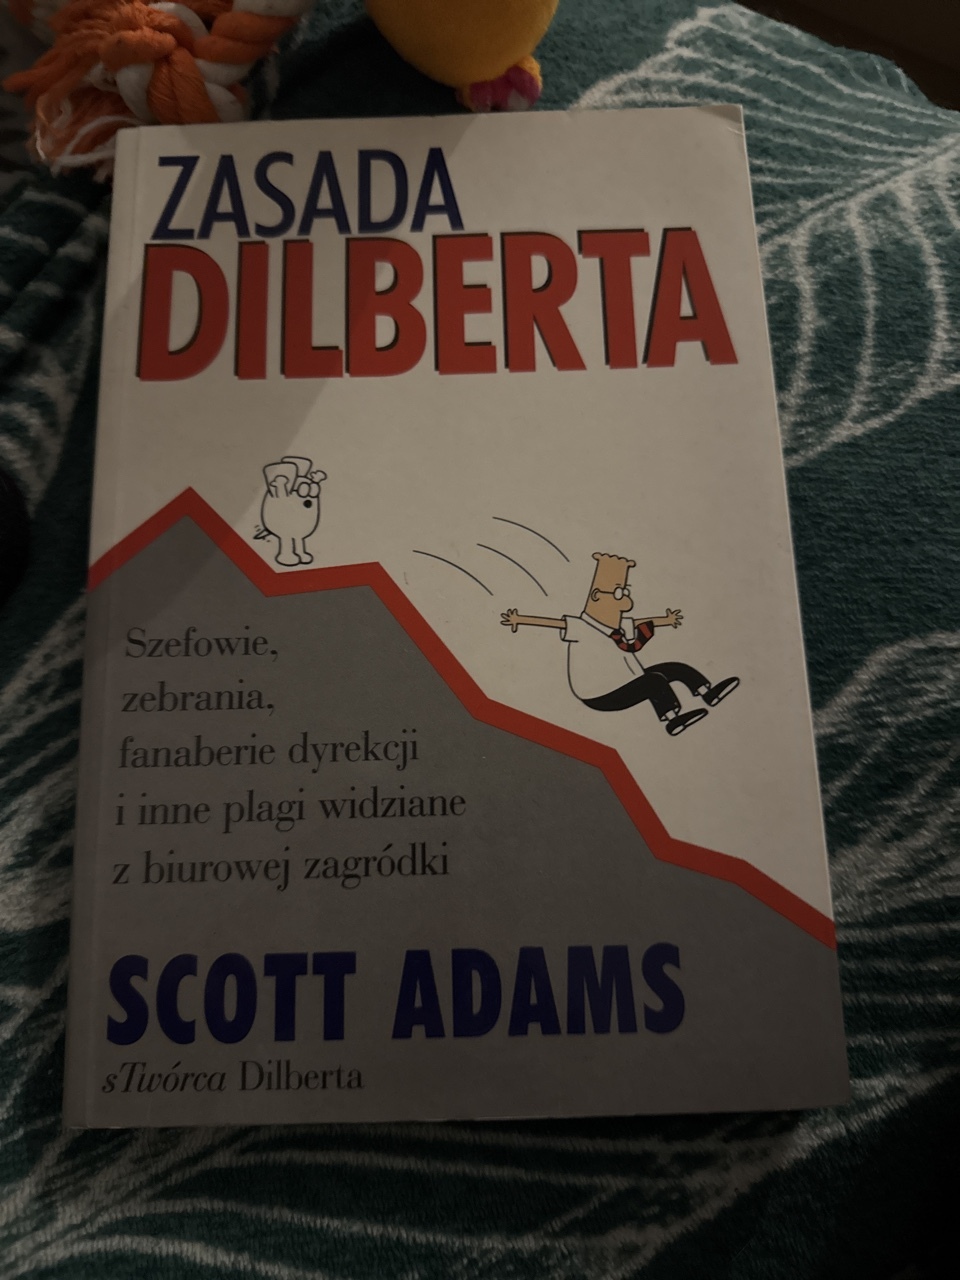 ZASADA
DILBERTA
Szefowie,
zebrania,
fanaberie dyrekcji
i inne plagi widziane
z biurowej zagródki
SCOTT ADAMS
sTwórca Dilberta